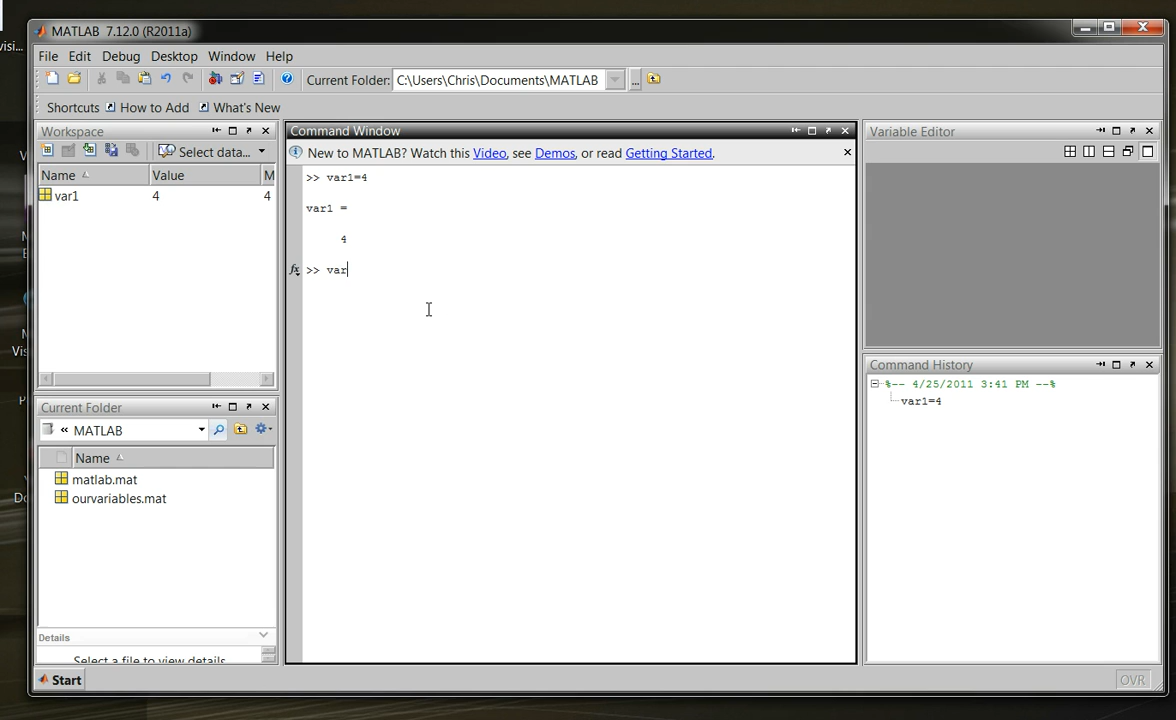 visi...
MATLAB 7.12.0 (R2011a)
File Edit Debug Desktop Window Help
Current Folder: C:\Users\Chris\Documents\MATLAB ...
Shortcuts How to Add What's New
Workspace
Select data...
Name Value M
var1 4 4
Current Folder
« MATLAB
Name
matlab.mat
ourvariables.mat
Details
Select a file to view details
Start
Command Window
New to MATLAB? Watch this Video, see Demos, or read Getting Started.
>> var1=4
var1 =
4
fx >> var
Variable Editor
Command History
%-- 4/25/2011 3:41 PM --%
var1=4
OVR